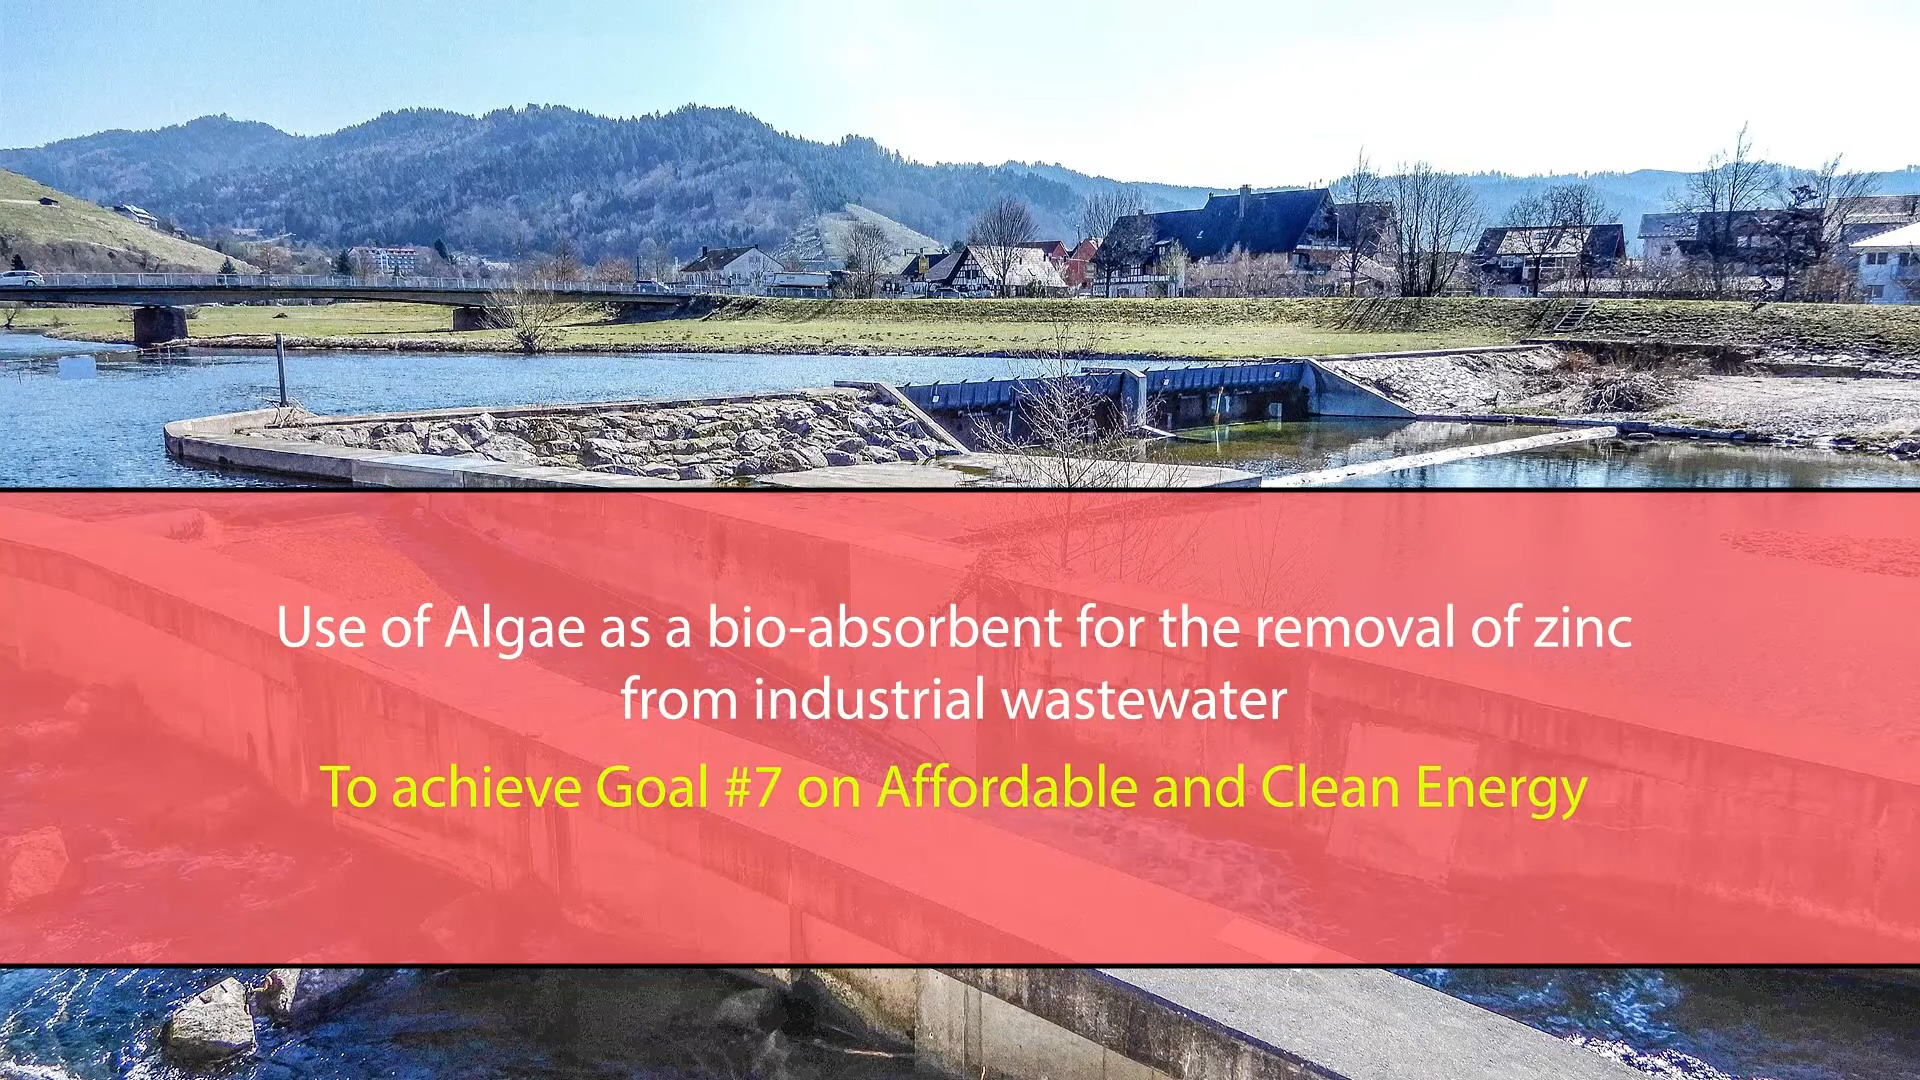 Use of Algae as a bio-absorbent for the removal of zinc
from industrial wastewater
To achieve Goal #7 on Affordable and Clean Energy